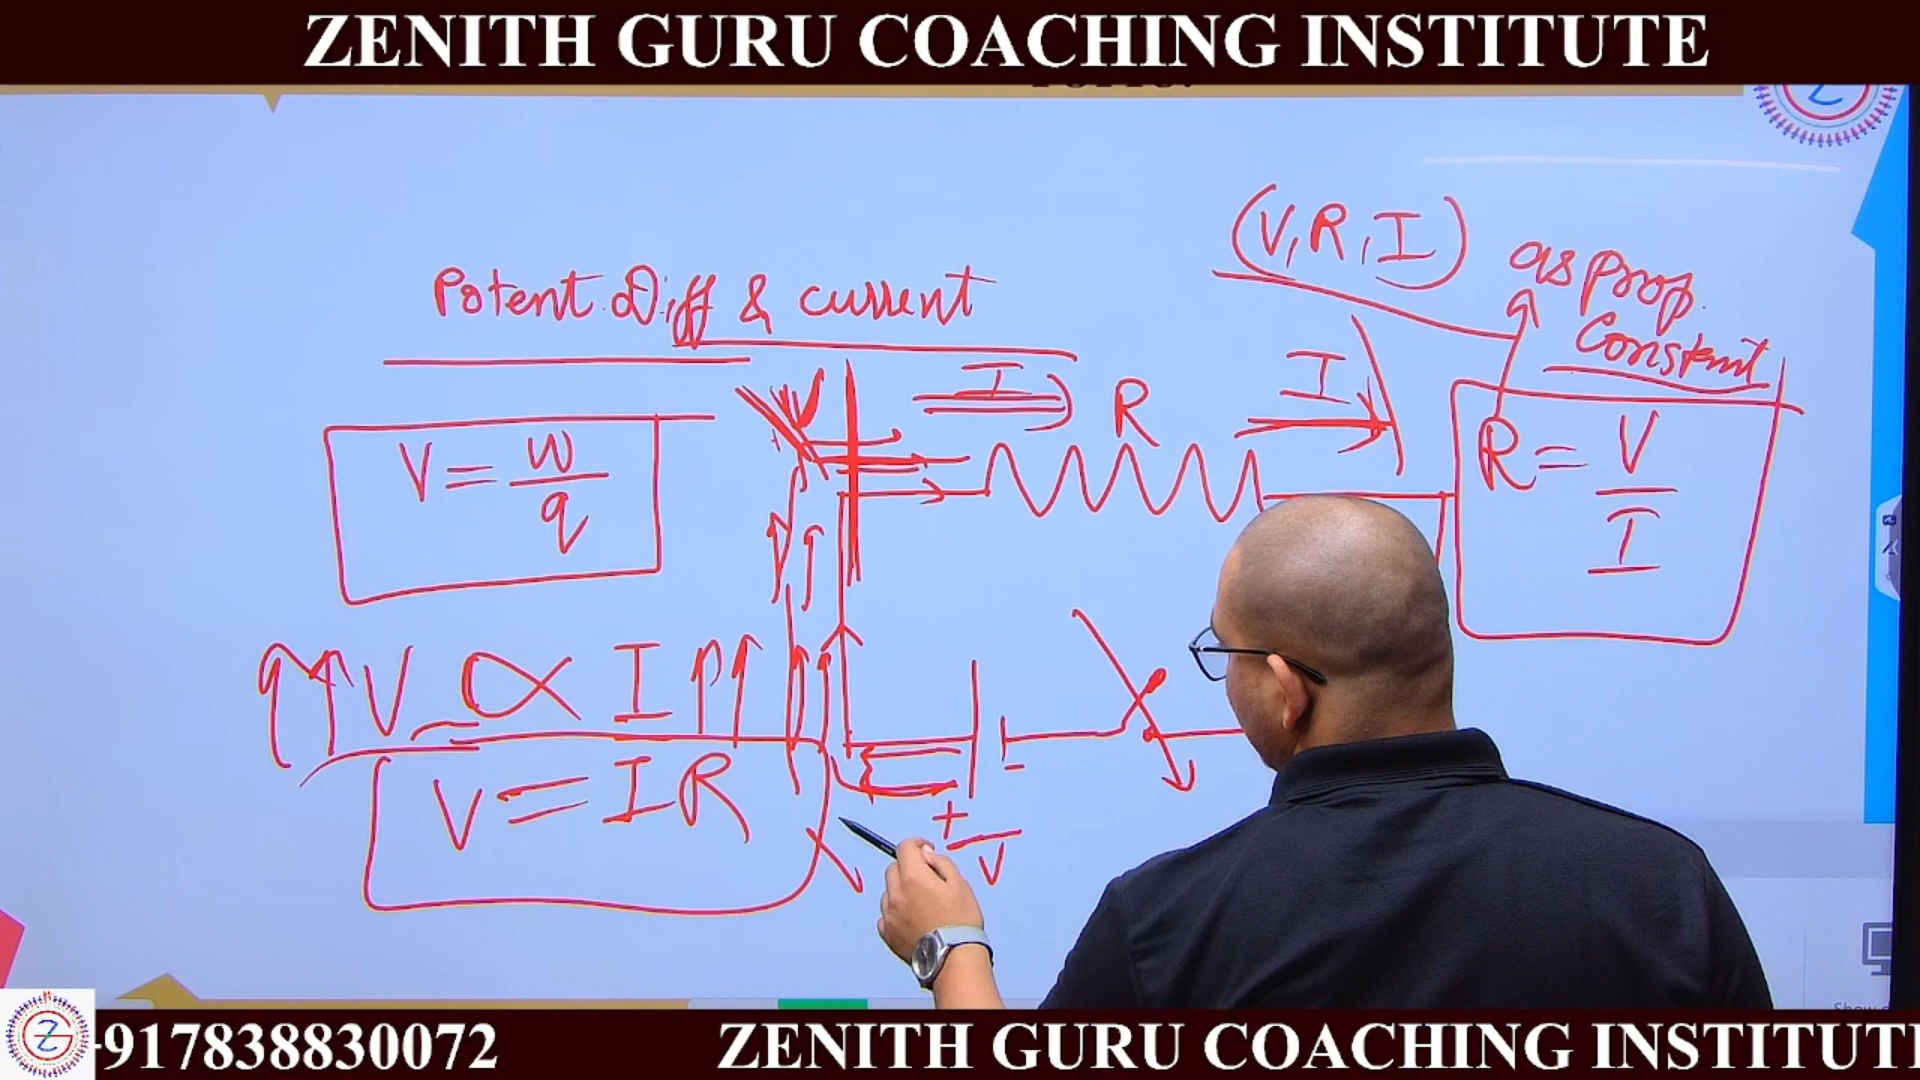 ZENITH GURU COACHING INSTITUTE
(V, R, I)
as prop.
Constant
Potent. Diff & current
I
I
R
V = w/q
R = V/I
↑↑ V ∝ I ↑↑
V = IR
+ -
V
Z
-917838830072 ZENITH GURU COACHING INSTITUT